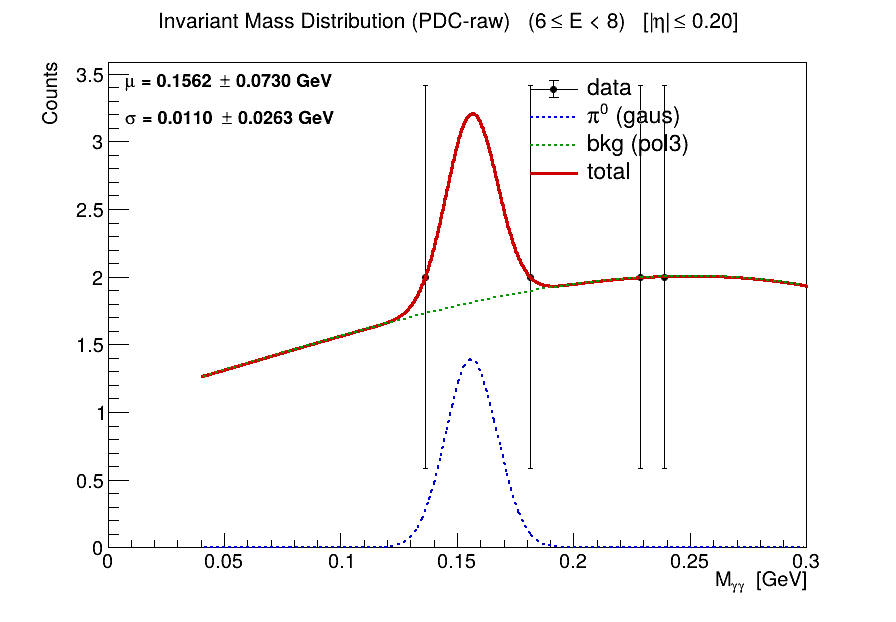 Invariant Mass Distribution (PDC-raw) (6 ≤ E < 8) [|η| ≤ 0.20]
Counts
μ = 0.1562 ± 0.0730 GeV
σ = 0.0110 ± 0.0263 GeV
data
π⁰ (gaus)
bkg (pol3)
total
3.5
3
2.5
2
1.5
1
0.5
0
0 0.05 0.1 0.15 0.2 0.25 0.3
M_γγ [GeV]